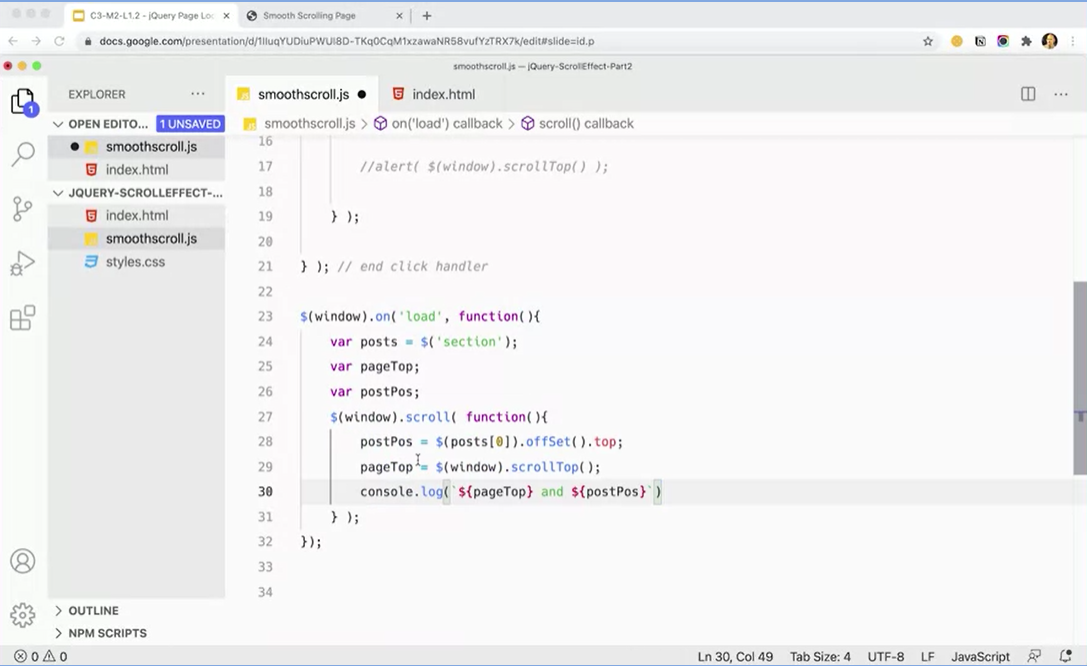 C3-M2-L1.2 - jQuery Page Loc
Smooth Scrolling Page
docs.google.com/presentation/d/1lIuqYUDiuPWUl8D-TKq0CqM1xzawaNR58vufYzTRX7k/edit#slide=id.p
smoothscroll.js — jQuery-ScrollEffect-Part2
EXPLORER
smoothscroll.js
index.html
OPEN EDITO... 1 UNSAVED
smoothscroll.js > on('load') callback > scroll() callback
smoothscroll.js
index.html
JQUERY-SCROLLEFFECT-...
index.html
smoothscroll.js
styles.css
1
16
17 //alert( $(window).scrollTop() );
18
19 } );
20
21 } ); // end click handler
22
23 $(window).on('load', function(){
24 var posts = $('section');
25 var pageTop;
26 var postPos;
27 $(window).scroll( function(){
28 postPos = $(posts[0]).offSet().top;
29 pageTop = $(window).scrollTop();
30 console.log(`${pageTop} and ${postPos}`)
31 } );
32 });
33
34
OUTLINE
NPM SCRIPTS
0 0
Ln 30, Col 49 Tab Size: 4 UTF-8 LF JavaScript